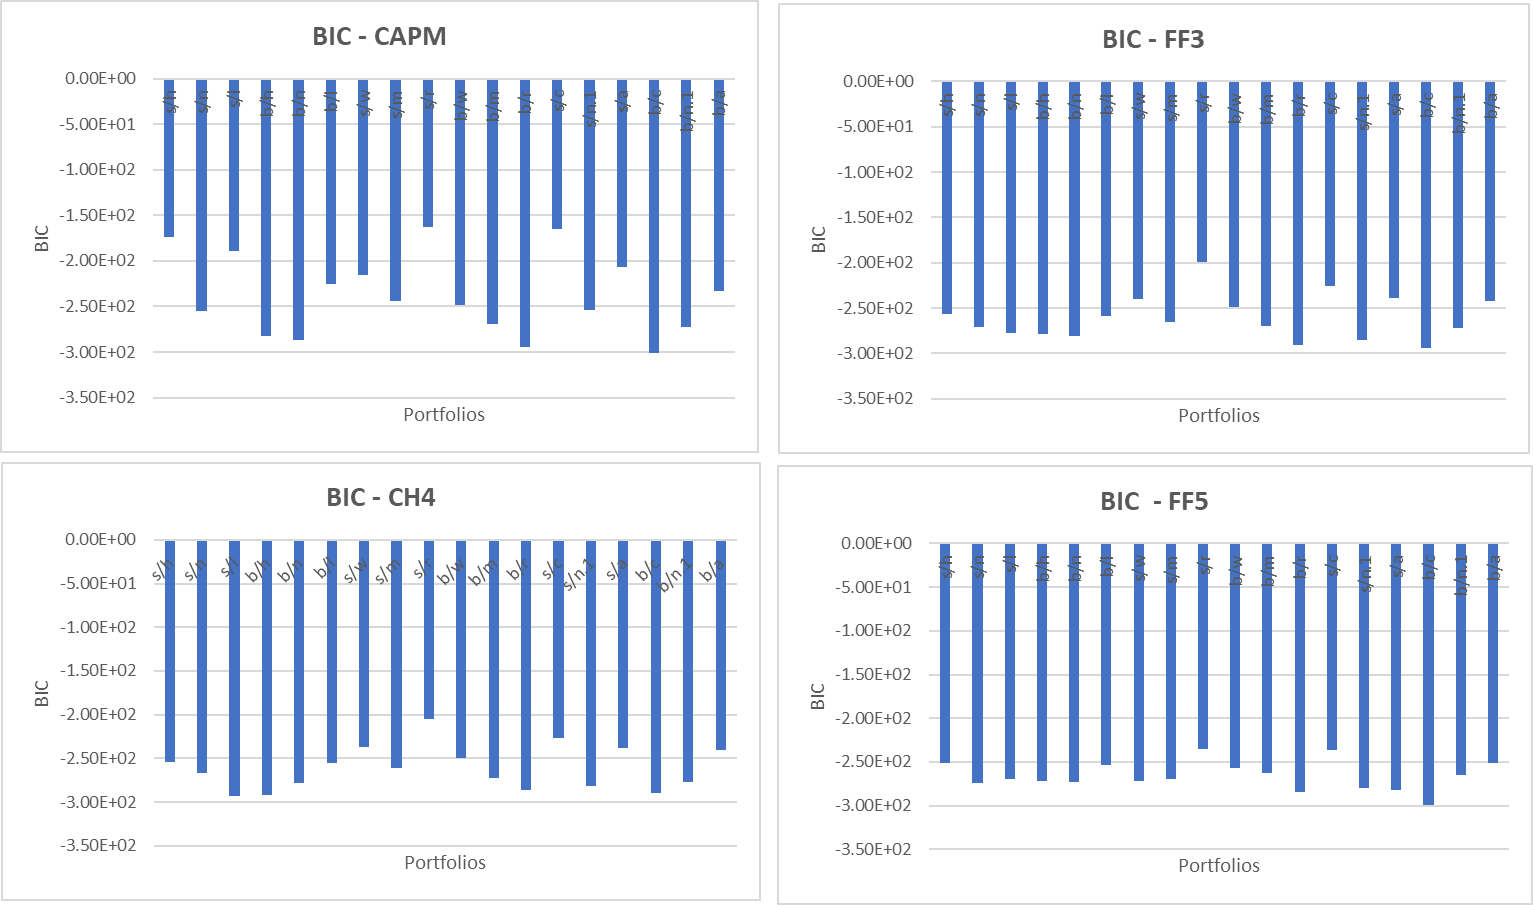 BIC - CAPM
0.00E+00
-5.00E+01
-1.00E+02
-1.50E+02
-2.00E+02
-2.50E+02
-3.00E+02
-3.50E+02
BIC
s/h
s/n
s/l
b/h
b/n
b/l
s/w
s/m
s/r
b/w
b/m
b/r
s/c
s/n.1
s/a
b/c
b/n.1
b/a
Portfolios
BIC - FF3
0.00E+00
-5.00E+01
-1.00E+02
-1.50E+02
-2.00E+02
-2.50E+02
-3.00E+02
-3.50E+02
BIC
s/h
s/n
s/l
b/h
b/n
b/l
s/w
s/m
s/r
b/w
b/m
b/r
s/c
s/n.1
s/a
b/c
b/n.1
b/a
Portfolios
BIC - CH4
0.00E+00
-5.00E+01
-1.00E+02
-1.50E+02
-2.00E+02
-2.50E+02
-3.00E+02
-3.50E+02
BIC
s/h
s/n
s/l
b/h
b/n
b/l
s/w
s/m
s/r
b/w
b/m
b/r
s/c
s/n.1
s/a
b/c
b/n.1
b/a
Portfolios
BIC - FF5
0.00E+00
-5.00E+01
-1.00E+02
-1.50E+02
-2.00E+02
-2.50E+02
-3.00E+02
-3.50E+02
BIC
s/h
s/n
s/l
b/h
b/n
b/l
s/w
s/m
s/r
b/w
b/m
b/r
s/c
s/n.1
s/a
b/c
b/n.1
b/a
Portfolios